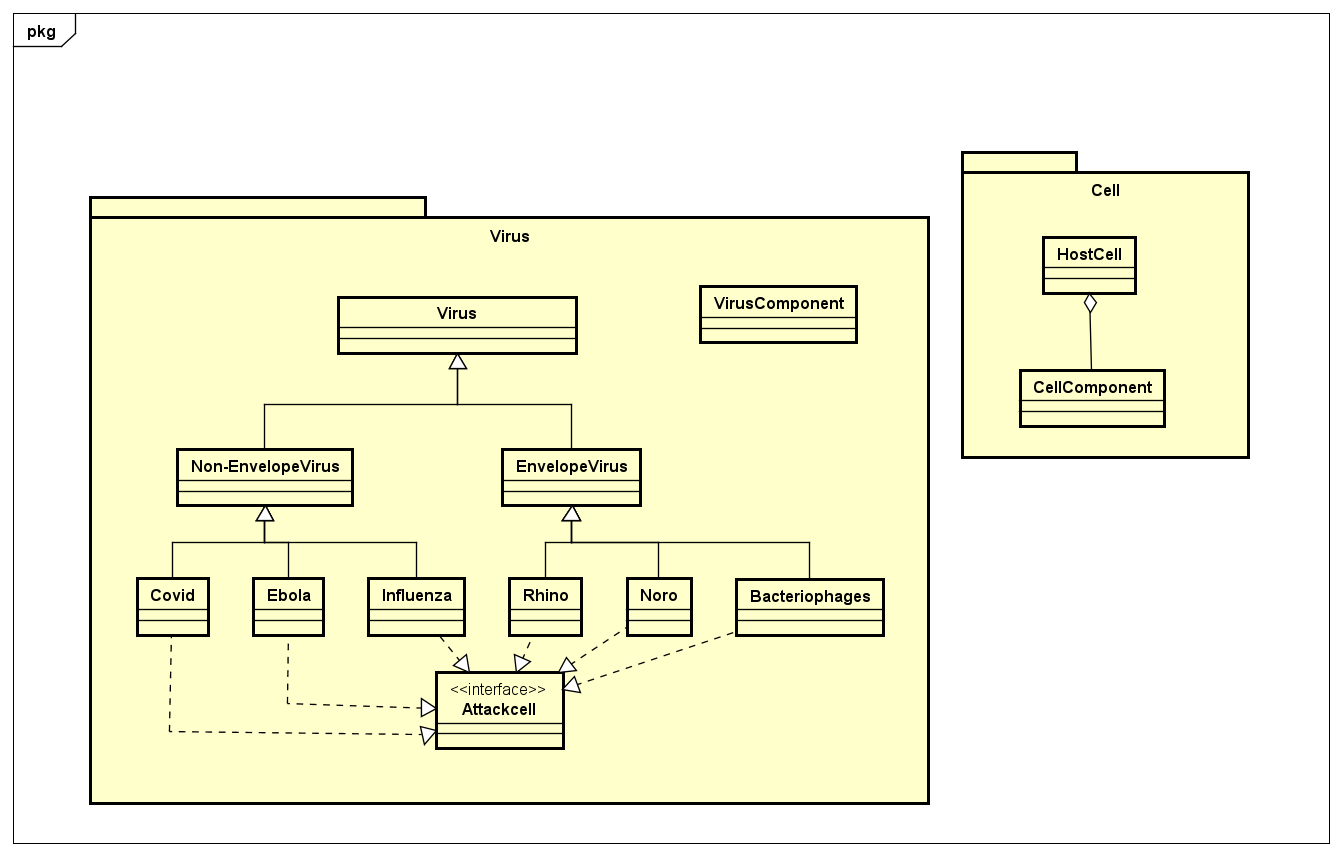 pkg
Cell
HostCell
CellComponent
Virus
Virus
VirusComponent
Non-EnvelopeVirus
EnvelopeVirus
Covid
Ebola
Influenza
Rhino
Noro
Bacteriophages
<<interface>>
Attackcell